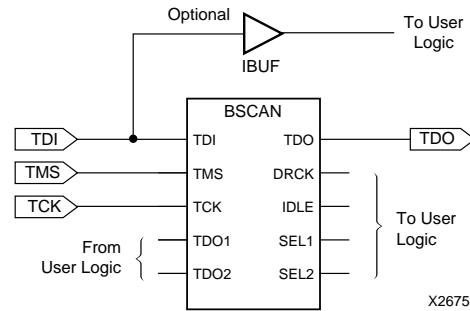 Optional
To User
Logic
IBUF
BSCAN
TDI TDI TDO TDO
TMS TMS DRCK
TCK TCK IDLE
To User
Logic
From
User Logic
TDO1 SEL1
TDO2 SEL2
X2675